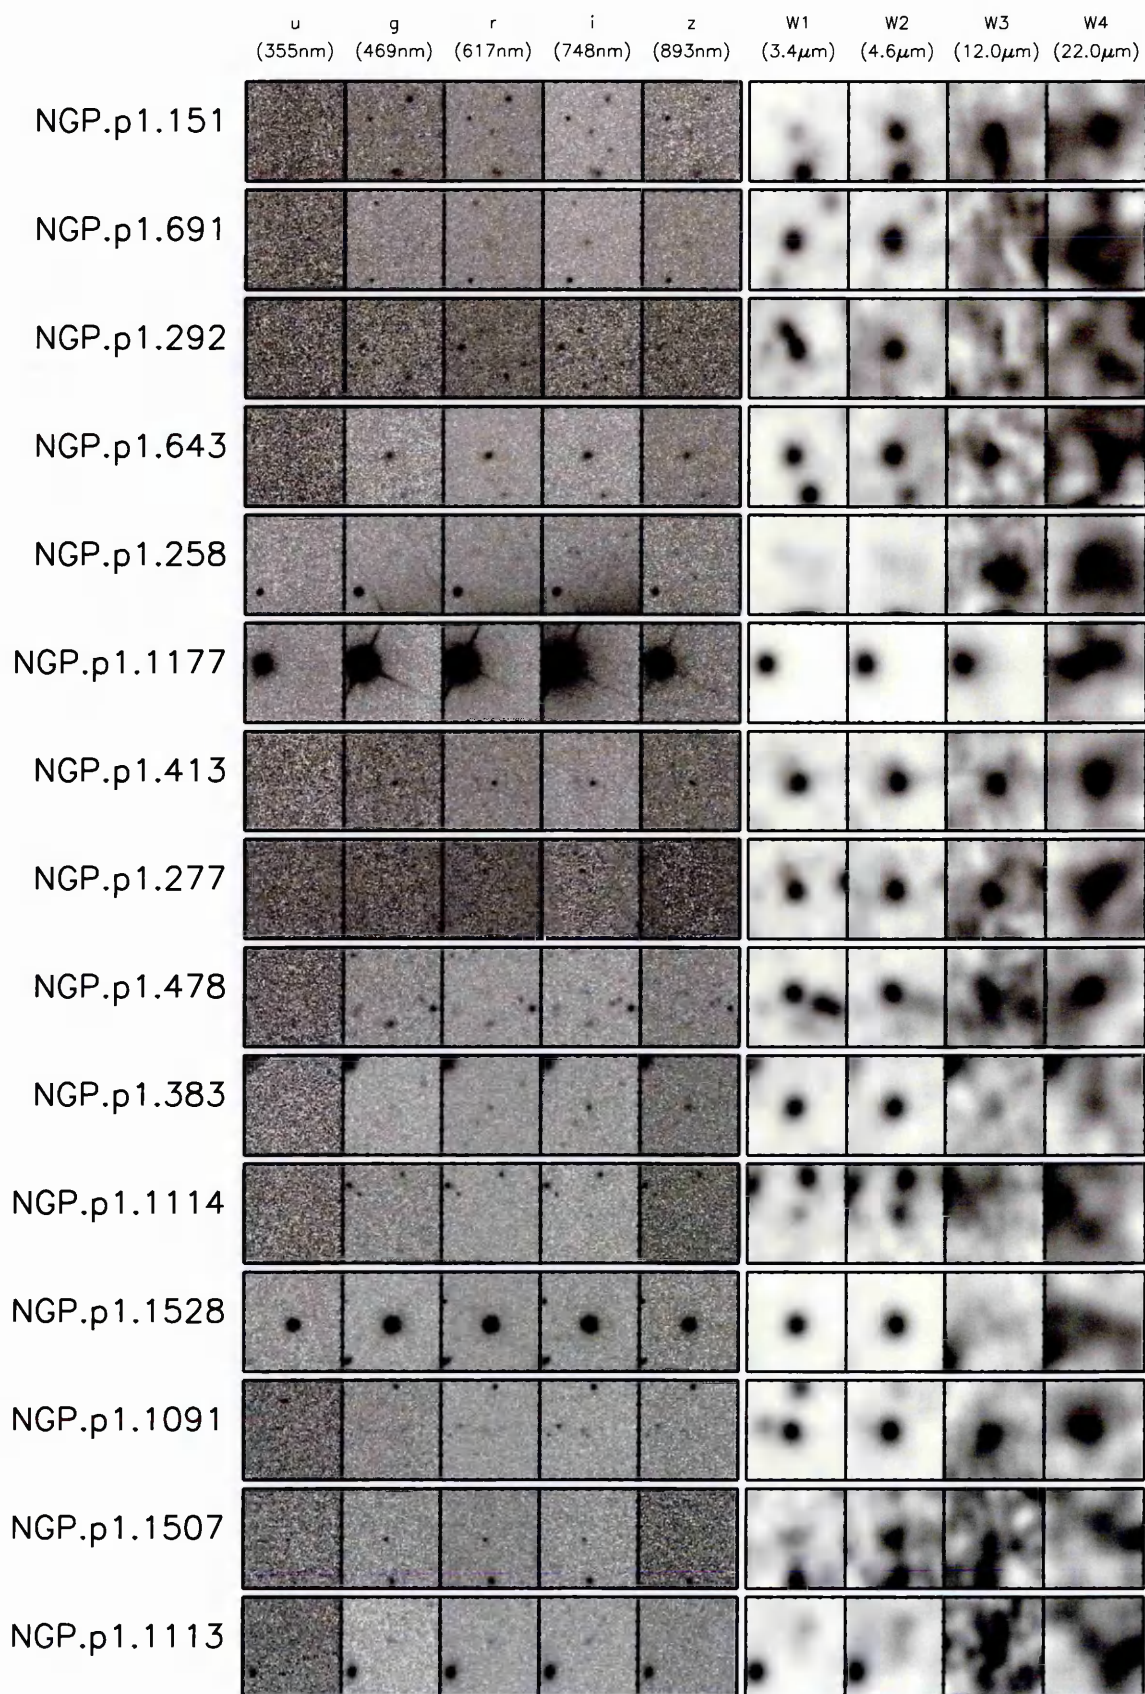 u g r i z W1 W2 W3 W4
(355nm) (469nm) (617nm) (748nm) (893nm) (3.4μm) (4.6μm) (12.0μm) (22.0μm)
NGP.p1.151
NGP.p1.691
NGP.p1.292
NGP.p1.643
NGP.p1.258
NGP.p1.1177
NGP.p1.413
NGP.p1.277
NGP.p1.478
NGP.p1.383
NGP.p1.1114
NGP.p1.1528
NGP.p1.1091
NGP.p1.1507
NGP.p1.1113